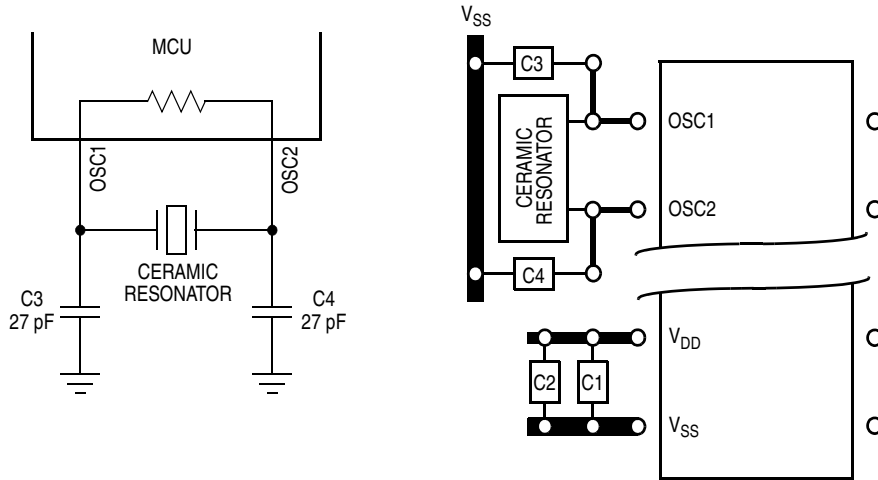 MCU
OSC1
OSC2
CERAMIC
RESONATOR
C3
27 pF
C4
27 pF
VSS
C3
CERAMIC
RESONATOR
C4
OSC1
OSC2
C2
C1
VDD
VSS